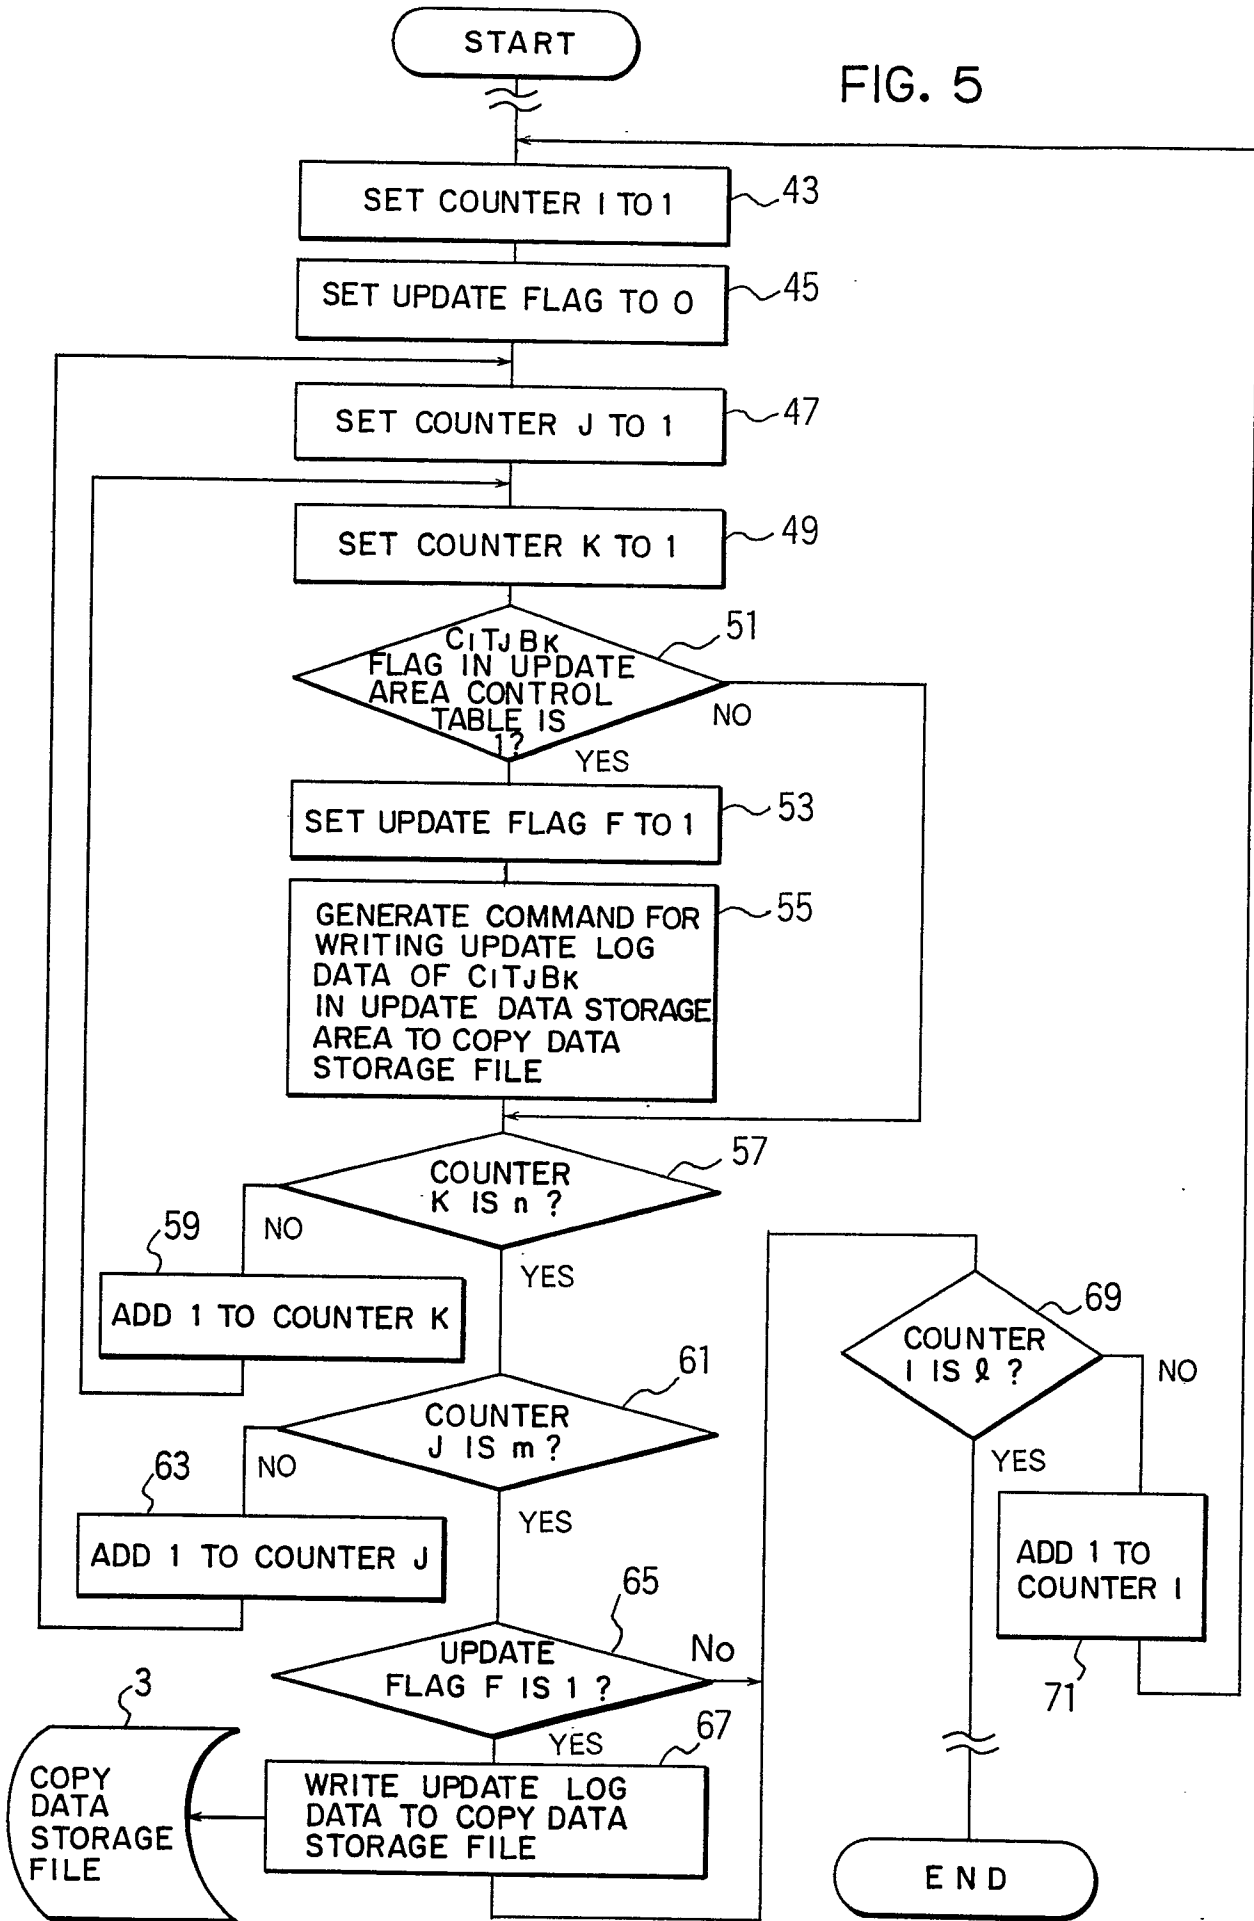 START
FIG. 5
SET COUNTER I TO 1
43
SET UPDATE FLAG TO 0
45
SET COUNTER J TO 1
47
SET COUNTER K TO 1
49
CITJBK
FLAG IN UPDATE
AREA CONTROL
TABLE IS
1?
51
NO
YES
SET UPDATE FLAG F TO 1
53
GENERATE COMMAND FOR
WRITING UPDATE LOG
DATA OF CITJBK
IN UPDATE DATA STORAGE
AREA TO COPY DATA
STORAGE FILE
55
COUNTER
K IS n ?
57
NO
YES
59
ADD 1 TO COUNTER K
COUNTER
J IS m ?
61
NO
YES
63
ADD 1 TO COUNTER J
UPDATE
FLAG F IS 1 ?
65
No
YES
3
COPY
DATA
STORAGE
FILE
WRITE UPDATE LOG
DATA TO COPY DATA
STORAGE FILE
67
COUNTER
I IS ℓ ?
69
NO
YES
ADD 1 TO
COUNTER I
71
END